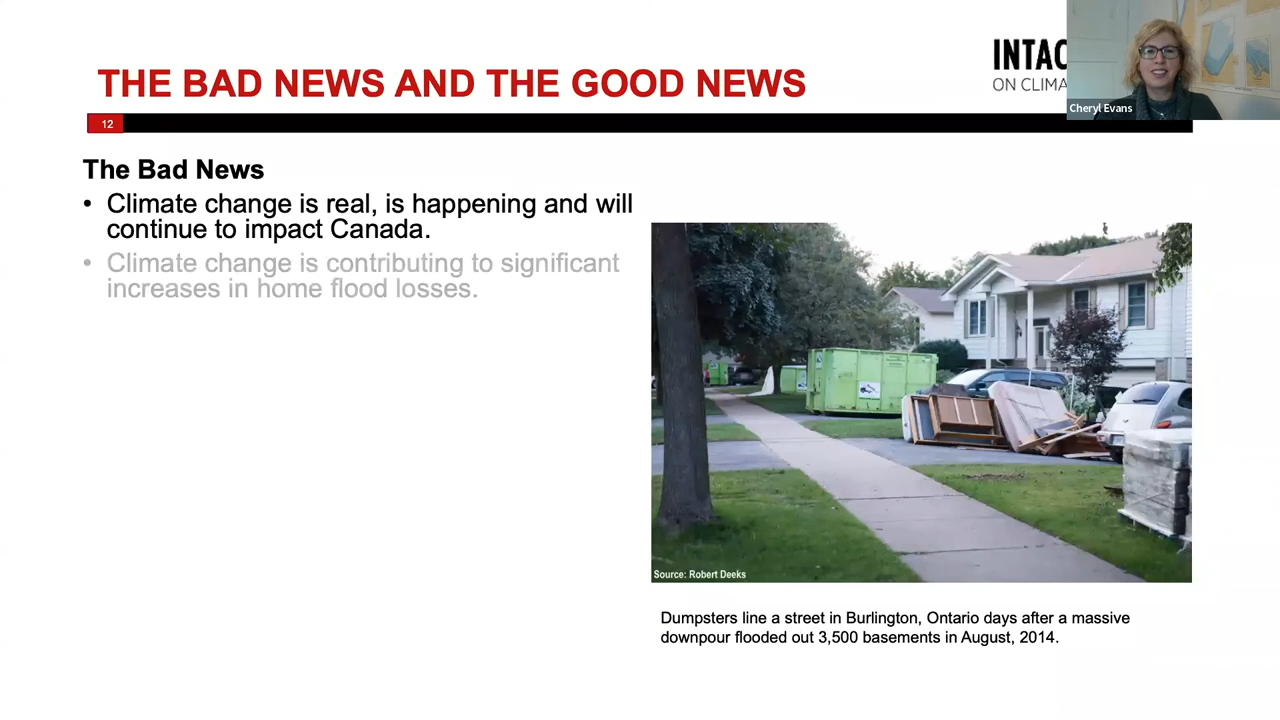 THE BAD NEWS AND THE GOOD NEWS
INTAC
ON CLIMA
Cheryl Evans
12
The Bad News
• Climate change is real, is happening and will
continue to impact Canada.
• Climate change is contributing to significant
increases in home flood losses.
Source: Robert Deeks
Dumpsters line a street in Burlington, Ontario days after a massive
downpour flooded out 3,500 basements in August, 2014.